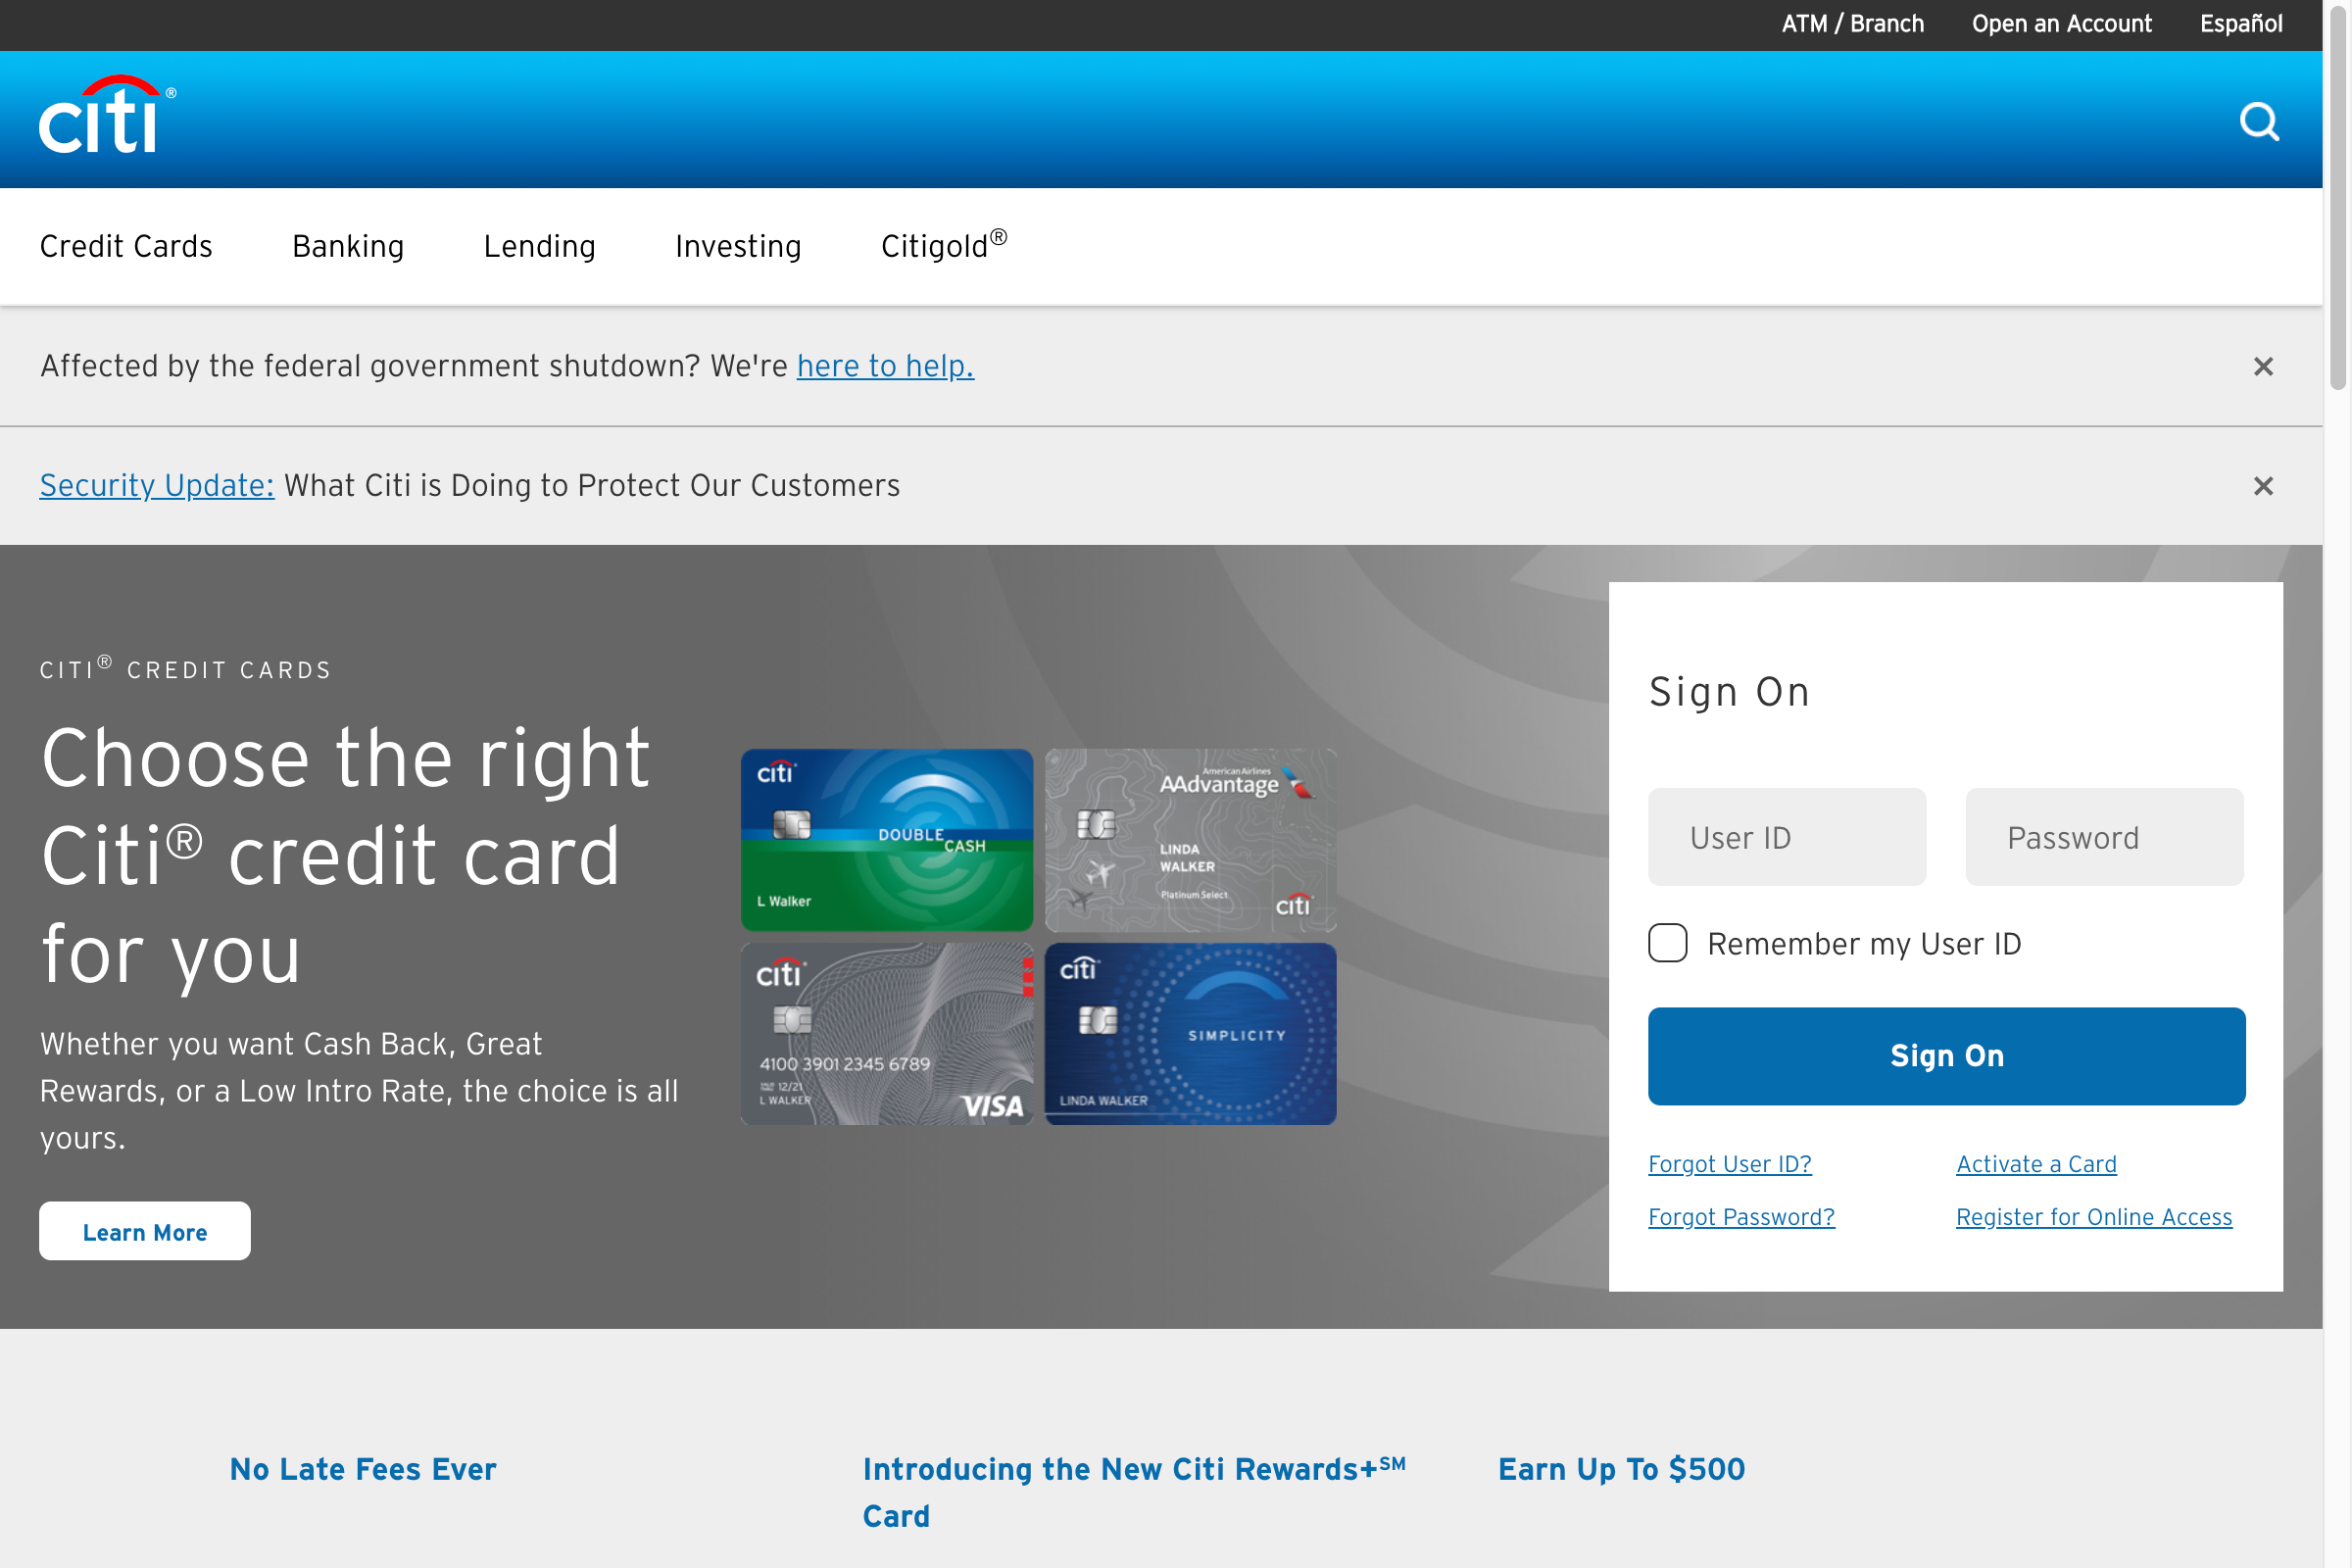 ATM / Branch Open an Account Español
citi®
Credit Cards Banking Lending Investing Citigold®
Affected by the federal government shutdown? We're here to help.
Security Update: What Citi is Doing to Protect Our Customers
CITI® CREDIT CARDS
Choose the right
Citi® credit card
for you
Whether you want Cash Back, Great
Rewards, or a Low Intro Rate, the choice is all
yours.
Learn More
citi
DOUBLE
CASH
L Walker
American Airlines
AAdvantage
LINDA
WALKER
Platinum Select
citi
citi
4100 3901 2345 6789
12/21
L WALKER
VISA
citi
SIMPLICITY
LINDA WALKER
Sign On
User ID Password
Remember my User ID
Sign On
Forgot User ID? Activate a Card
Forgot Password? Register for Online Access
No Late Fees Ever
Introducing the New Citi Rewards+℠
Card
Earn Up To $500